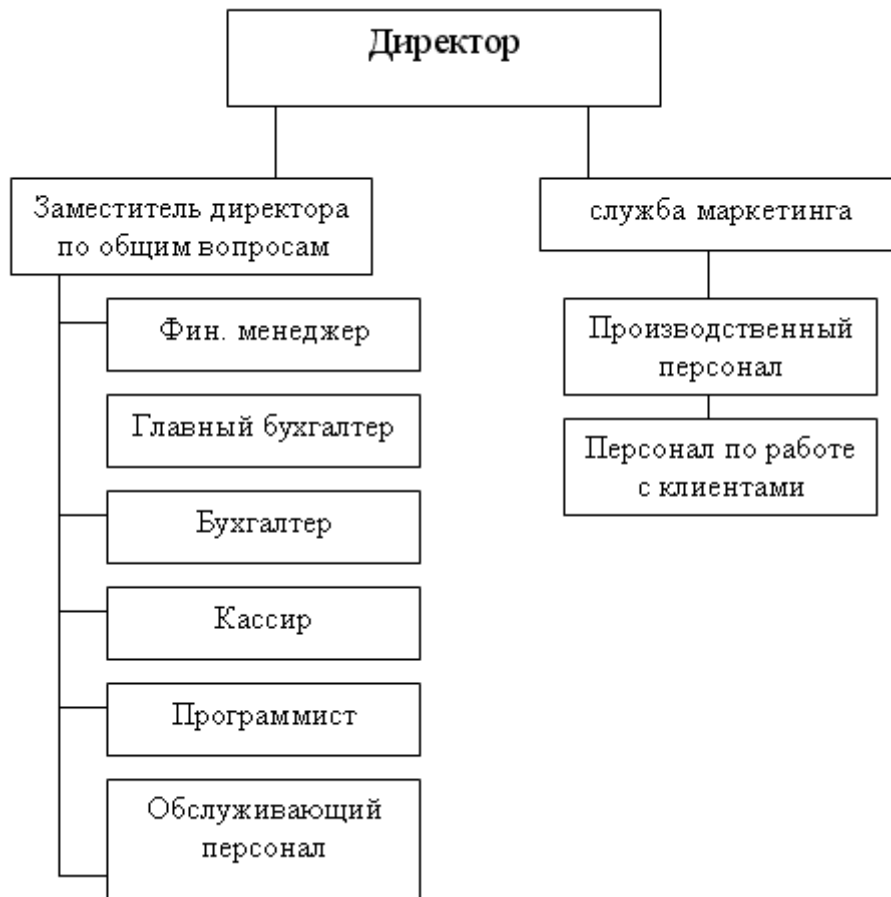 Директор
Заместитель директора
по общим вопросам
служба маркетинга
Фин. менеджер
Главный бухгалтер
Бухгалтер
Кассир
Программист
Обслуживающий
персонал
Производственный
персонал
Персонал по работе
с клиентами